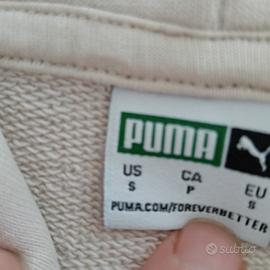 PUMA
US CA EU
S P S
PUMA.COM/FOREVERBETTER
subito